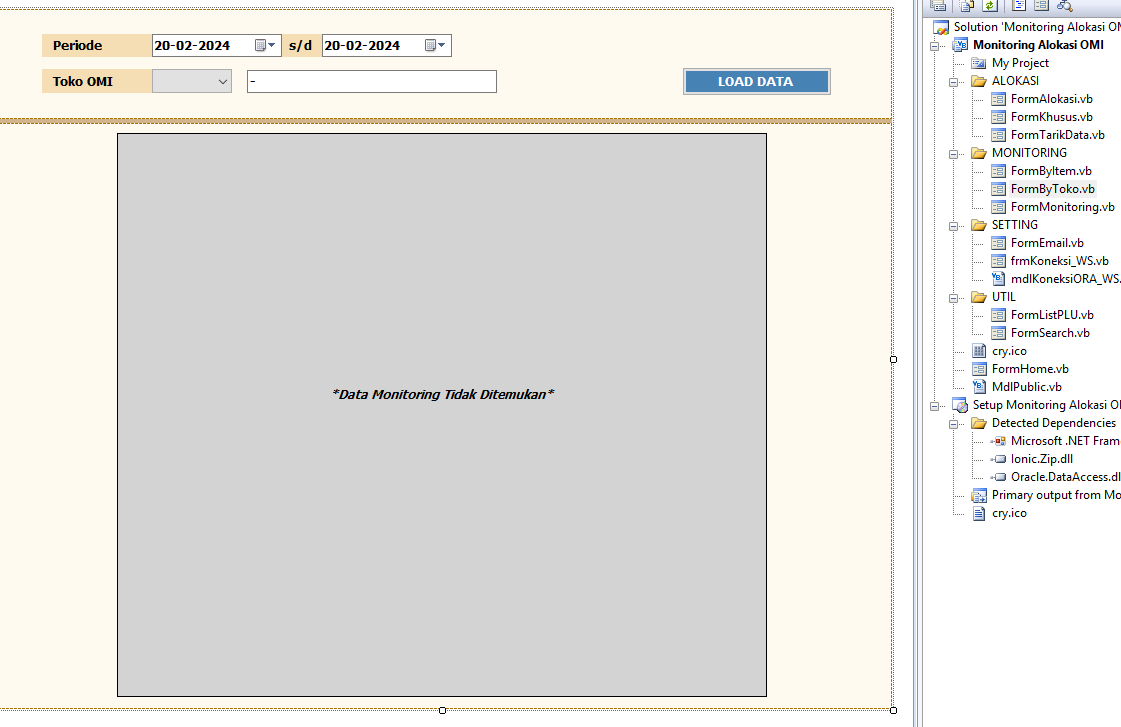 Periode
20-02-2024
s/d
20-02-2024
Toko OMI
-
LOAD DATA
*Data Monitoring Tidak Ditemukan*
Solution 'Monitoring Alokasi OM
Monitoring Alokasi OMI
My Project
ALOKASI
FormAlokasi.vb
FormKhusus.vb
FormTarikData.vb
MONITORING
FormByItem.vb
FormByToko.vb
FormMonitoring.vb
SETTING
FormEmail.vb
frmKoneksi_WS.vb
mdlKoneksiORA_WS.
UTIL
FormListPLU.vb
FormSearch.vb
cry.ico
FormHome.vb
MdlPublic.vb
Setup Monitoring Alokasi O
Detected Dependencies
Microsoft .NET Fram
Ionic.Zip.dll
Oracle.DataAccess.dl
Primary output from Mo
cry.ico